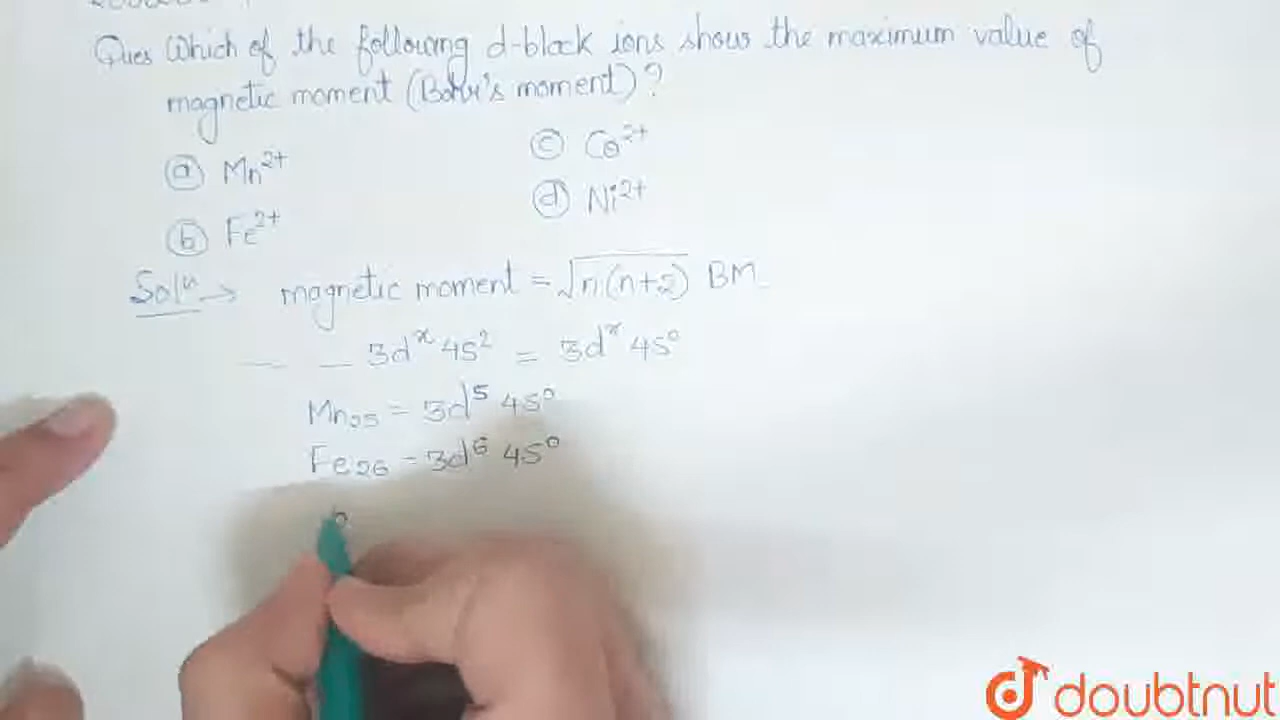 Ques Which of the following d-block ions shows the maximum value of
magnetic moment (Bohr's moment)?
(a) Mn²⁺
(c) Co²⁺
(b) Fe²⁺
(d) Ni²⁺
Solⁿ → magnetic moment = √n(n+2) BM
3dˣ 4s² = 3dˣ 4s⁰
Mn₂₅ = 3d⁵ 4s⁰
Fe₂₆ = 3d⁶ 4s⁰
doubtnut